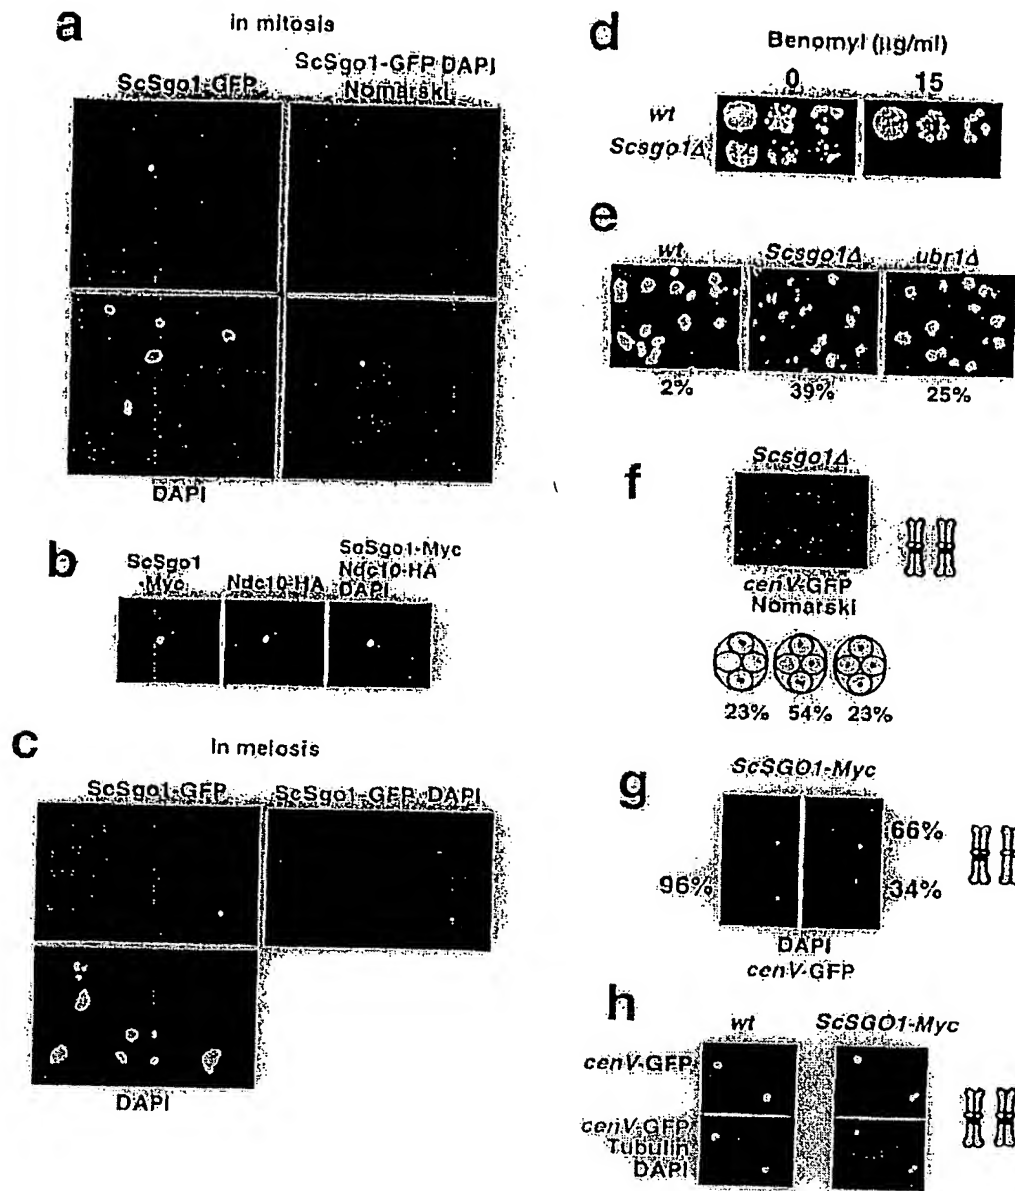 a
in mitosis
ScSgo1-GFP
ScSgo1-GFP DAPI
Nomarski
DAPI
b
ScSgo1
-Myc
Ndc10-HA
ScSgo1-Myc
Ndc10-HA
DAPI
c
In meiosis
ScSgo1-GFP
ScSgo1-GFP DAPI
DAPI
d
Benomyl (µg/ml)
0 15
wt
Scsgo1Δ
e
wt Scsgo1Δ ubr1Δ
2% 39% 25%
f
Scsgo1Δ
cenV-GFP
Nomarski
23% 54% 23%
g
ScSGO1-Myc
96%
66%
34%
DAPI
cenV-GFP
h
wt ScSGO1-Myc
cenV-GFP
cenV-GFP
Tubulin
DAPI